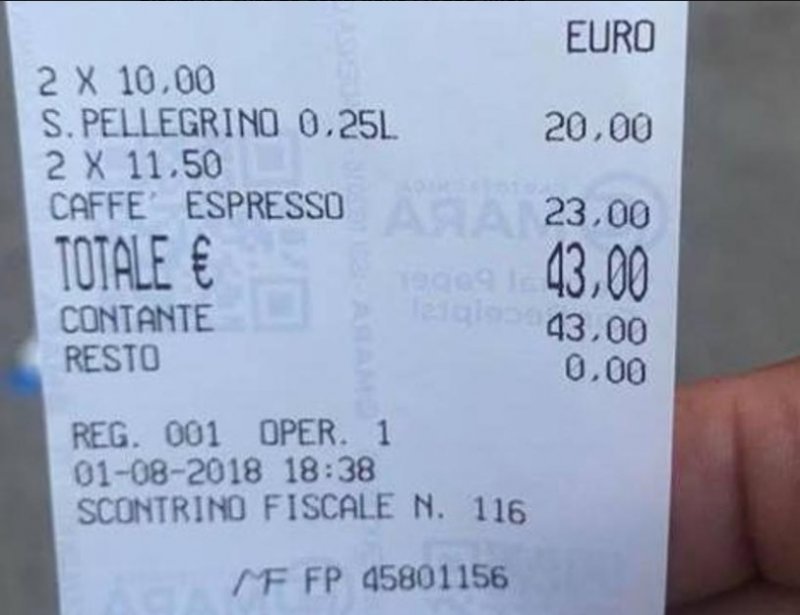 EURO
2 X 10,00
S.PELLEGRINO 0,25L 20,00
2 X 11,50
CAFFE' ESPRESSO 23,00
TOTALE € 43,00
CONTANTE 43,00
RESTO 0,00
REG. 001 OPER. 1
01-08-2018 18:38
SCONTRINO FISCALE N. 116
MF FP 45801156